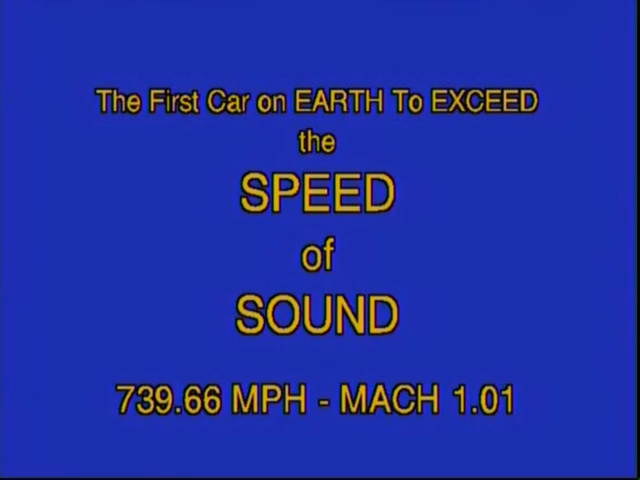 The First Car on EARTH To EXCEED
the
SPEED
of
SOUND
739.66 MPH - MACH 1.01